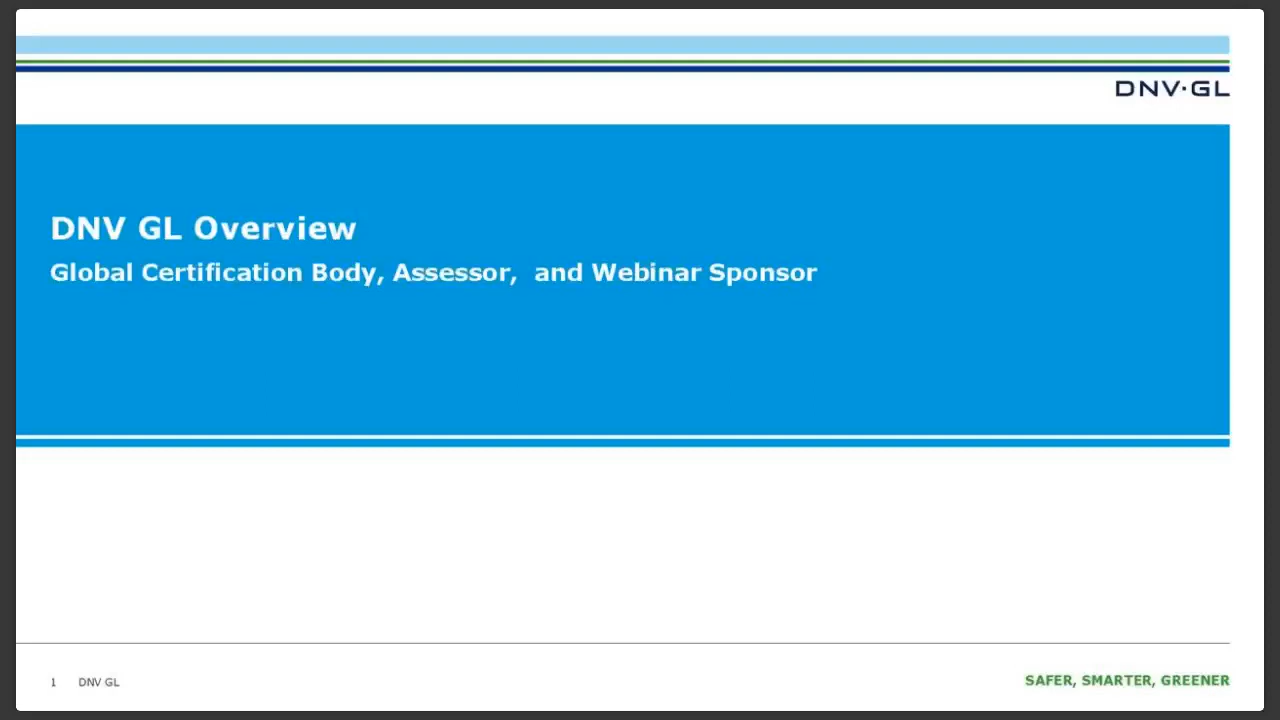 DNV·GL
DNV GL Overview
Global Certification Body, Assessor,  and Webinar Sponsor
1 DNV GL
SAFER, SMARTER, GREENER